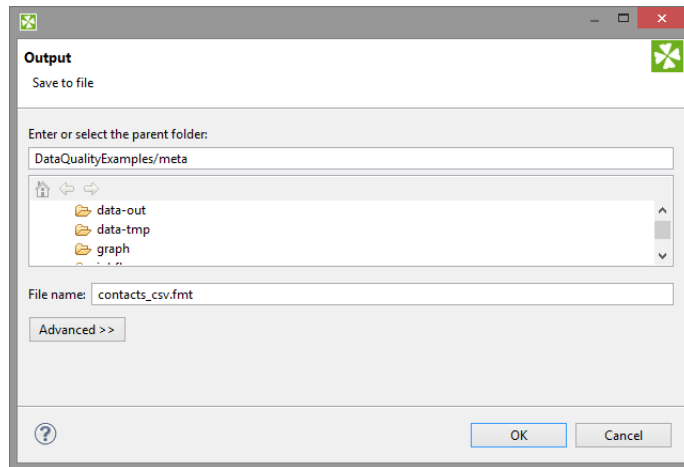 Output
Save to file
Enter or select the parent folder:
DataQualityExamples/meta
data-out
data-tmp
graph
File name: contacts_csv.fmt
Advanced >>
?
OK Cancel